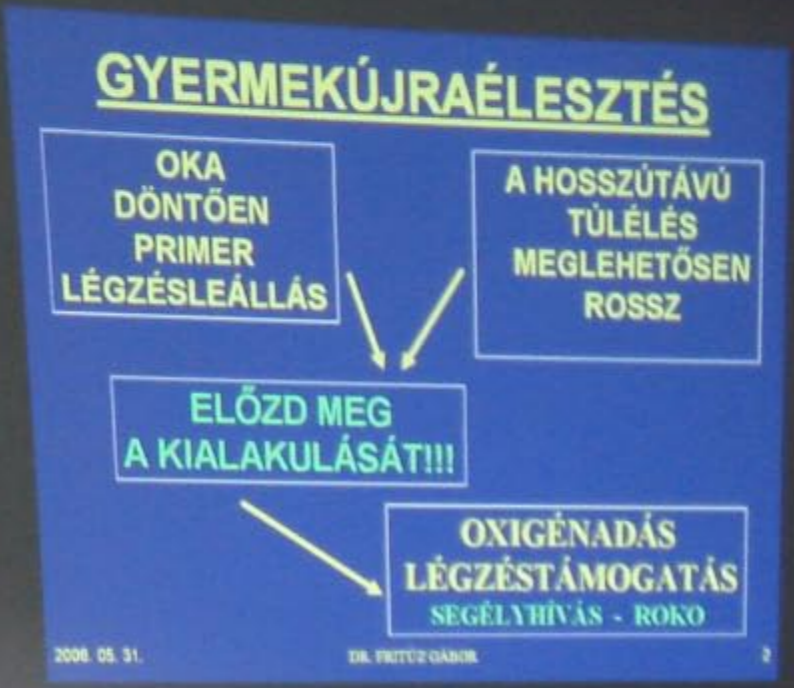 GYERMEKÚJRAÉLESZTÉS
OKA
DÖNTŐEN
PRIMER
LÉGZÉSLEÁLLÁS
A HOSSZÚTÁVÚ
TÚLÉLÉS
MEGLEHETŐSEN
ROSSZ
ELŐZD MEG
A KIALAKULÁSÁT!!!
OXIGÉNADÁS
LÉGZÉSTÁMOGATÁS
SEGÉLYHÍVÁS - ROKO
2006. 05. 31.
DR. FRITÚZ GÁBOR
2